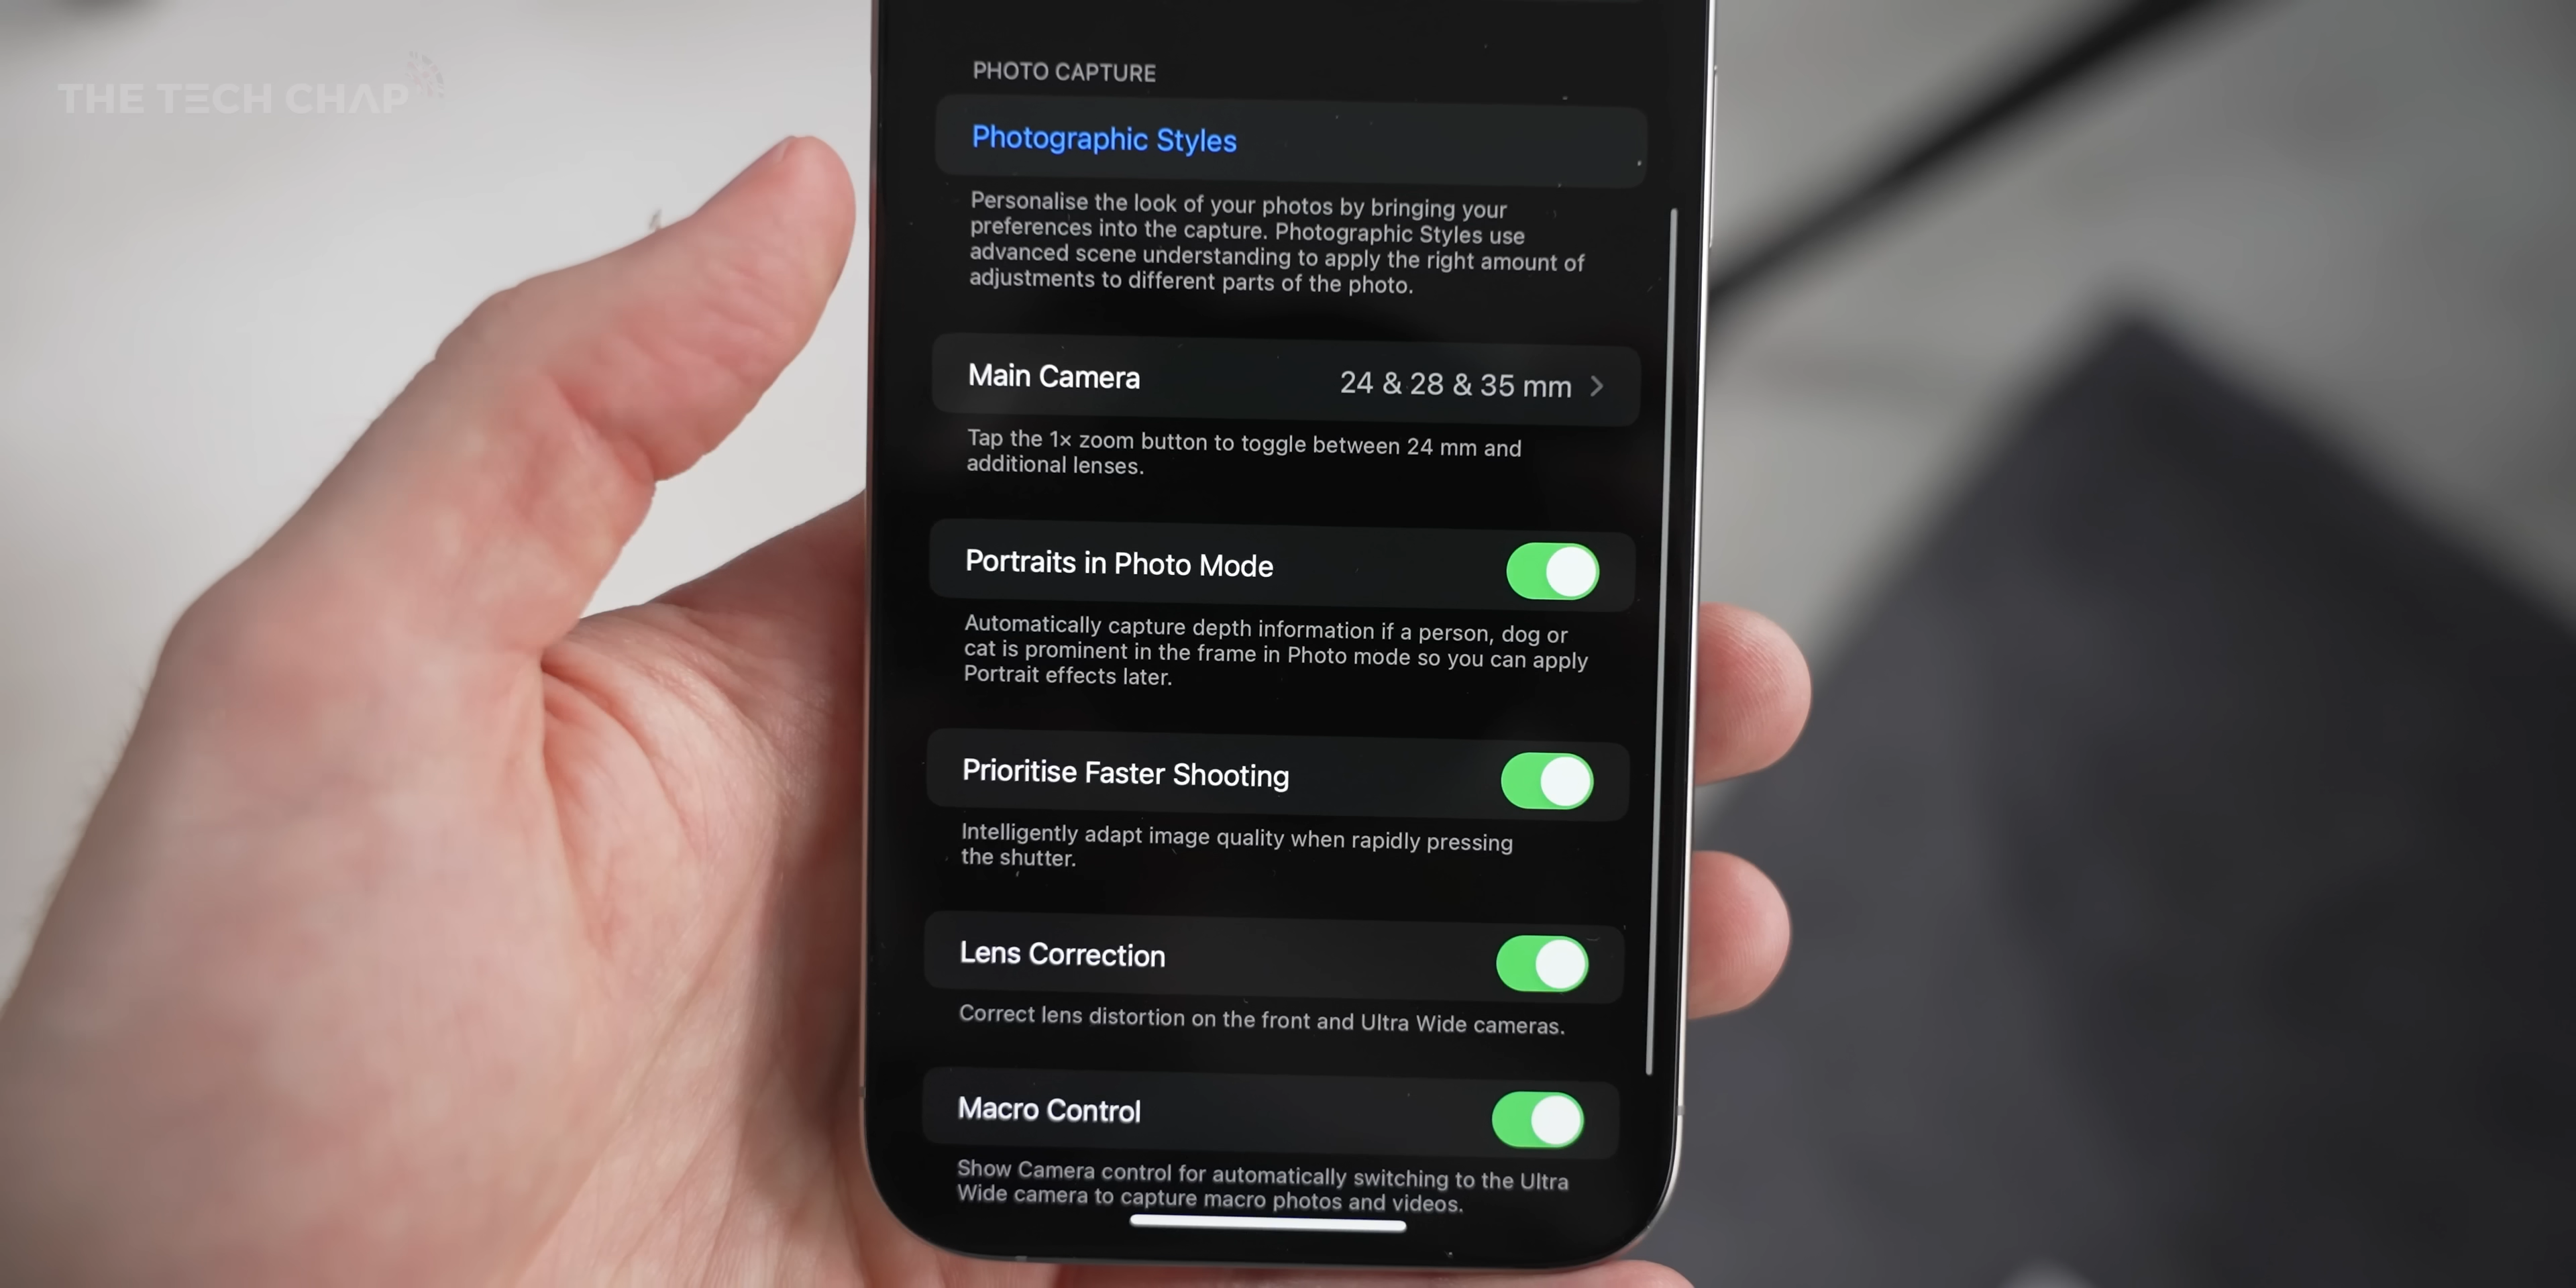 THE TECH CHAP
PHOTO CAPTURE
Photographic Styles
Personalise the look of your photos by bringing your
preferences into the capture. Photographic Styles use
advanced scene understanding to apply the right amount of
adjustments to different parts of the photo.
Main Camera 24 & 28 & 35 mm
Tap the 1× zoom button to toggle between 24 mm and
additional lenses.
Portraits in Photo Mode
Automatically capture depth information if a person, dog or
cat is prominent in the frame in Photo mode so you can apply
Portrait effects later.
Prioritise Faster Shooting
Intelligently adapt image quality when rapidly pressing
the shutter.
Lens Correction
Correct lens distortion on the front and Ultra Wide cameras.
Macro Control
Show Camera control for automatically switching to the Ultra
Wide camera to capture macro photos and videos.